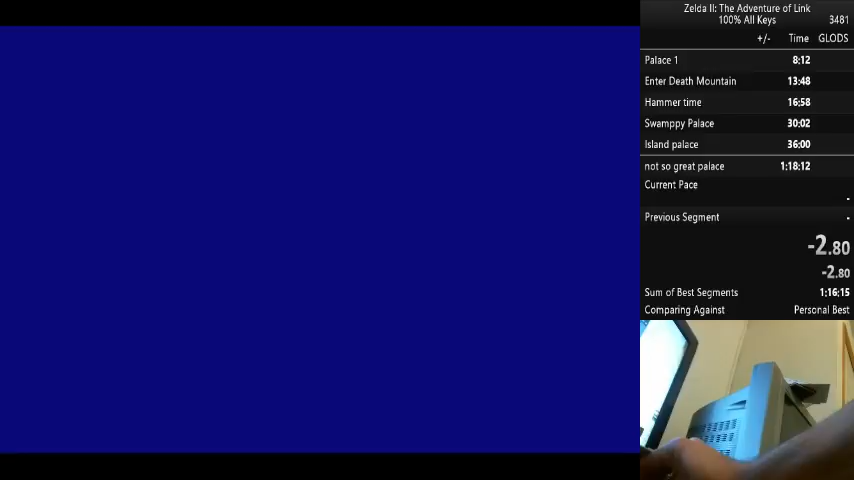 Zelda II: The Adventure of Link
100% All Keys 3481
+/- Time GLODS
Palace 1 8:12
Enter Death Mountain 13:48
Hammer time 16:58
Swamppy Palace 30:02
Island palace 36:00
not so great palace 1:18:12
Current Pace -
Previous Segment -
-2.80
-2.80
Sum of Best Segments 1:16:15
Comparing Against Personal Best